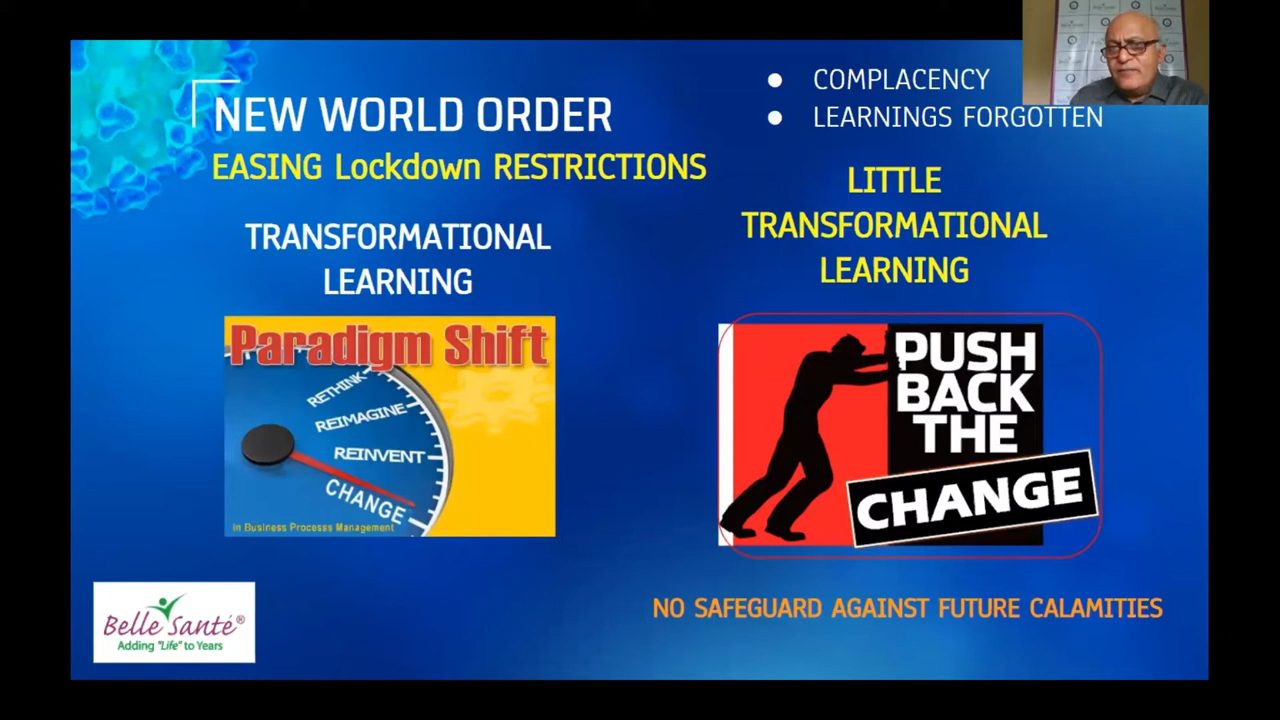 NEW WORLD ORDER
EASING Lockdown RESTRICTIONS
● COMPLACENCY
● LEARNINGS FORGOTTEN
TRANSFORMATIONAL
LEARNING
Paradigm Shift
RETHINK
REIMAGINE
REINVENT
CHANGE
in Business Processs Management
LITTLE
TRANSFORMATIONAL
LEARNING
PUSH
BACK
THE
CHANGE
NO SAFEGUARD AGAINST FUTURE CALAMITIES
Belle Santé®
Adding "Life" to Years